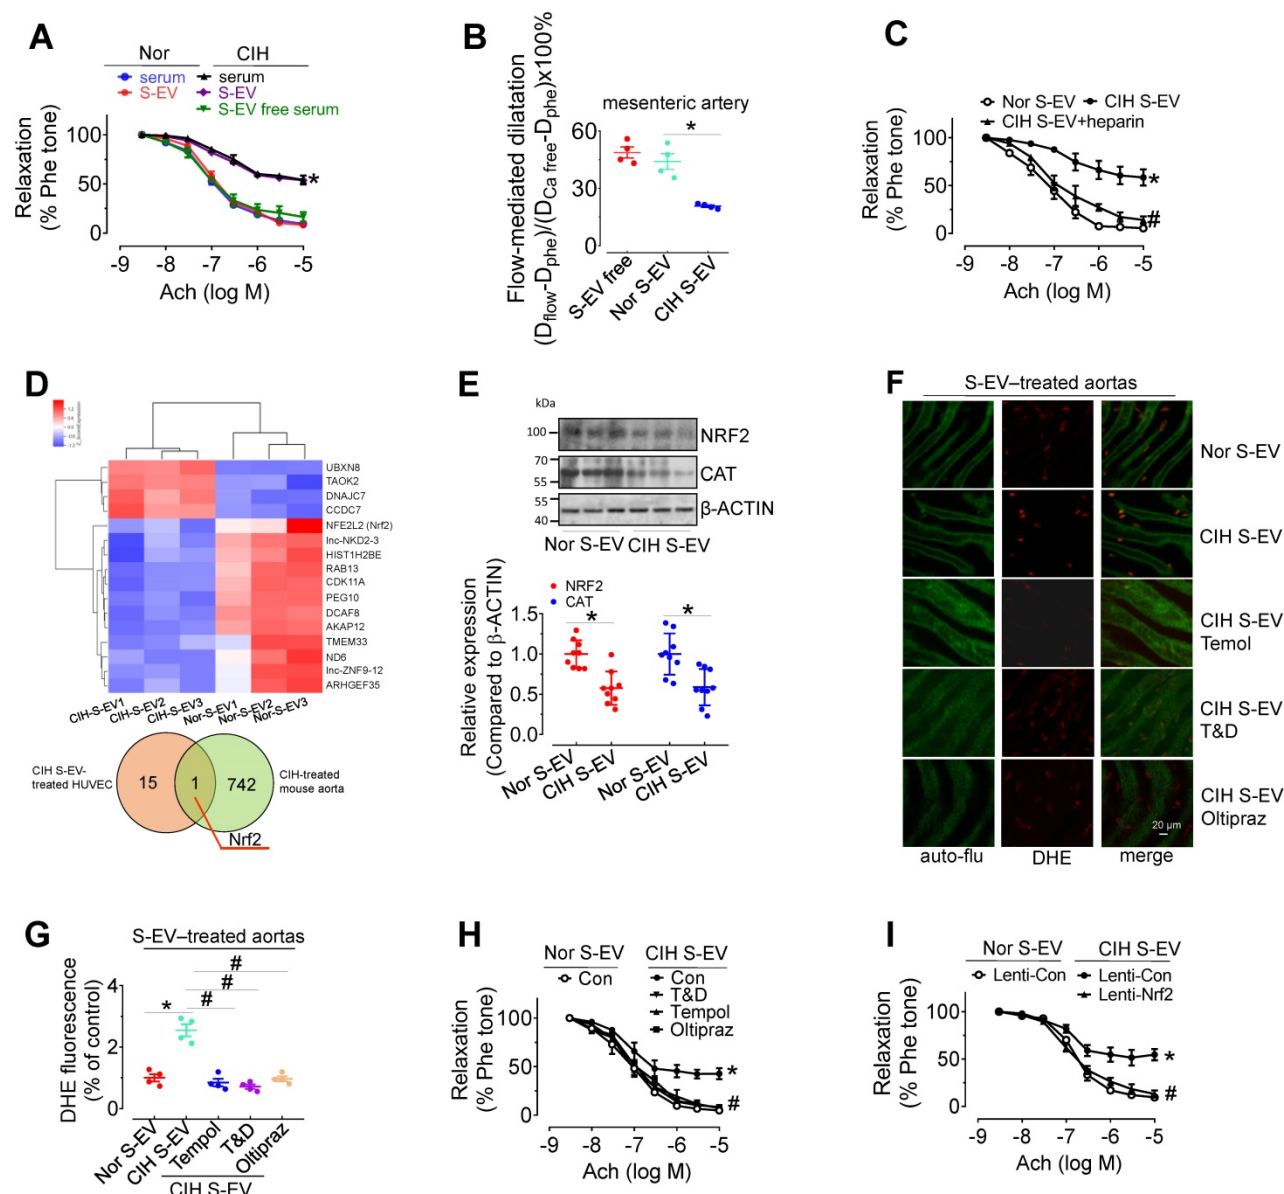 A
Nor CIH
serum serum
S-EV S-EV
S-EV free serum
Relaxation
(% Phe tone)
100
50
0
*
-9 -8 -7 -6 -5
Ach (log M)
B
Flow-mediated dilatation
(Dflow-Dphe)/(DCa free-Dphe)x100%
mesenteric artery
*
60
30
0
S-EV free
Nor S-EV
CIH S-EV
C
Nor S-EV CIH S-EV
CIH S-EV+heparin
Relaxation
(% Phe tone)
100
50
0
*
#
-9 -8 -7 -6 -5
Ach (log M)
D
UBXN8
TAOK2
DNAJC7
CCDC7
NFE2L2 (Nrf2)
lnc-NKD2-3
HIST1H2BE
RAB13
CDK11A
PEG10
DCAF8
AKAP12
TMEM33
ND6
lnc-ZNF9-12
ARHGEF35
CIH-S-EV1 CIH-S-EV2 CIH-S-EV3 Nor-S-EV1 Nor-S-EV2 Nor-S-EV3
CIH S-EV-
treated HUVEC
15 1 742
CIH-treated
mouse aorta
Nrf2
E
kDa
100
NRF2
70
55
CAT
55
40
β-ACTIN
Nor S-EV CIH S-EV
NRF2
CAT
Relative expression
(Compared to β-ACTIN)
1.5
1.0
0.5
0.0
* *
Nor S-EV
CIH S-EV
Nor S-EV
CIH S-EV
F
S-EV–treated aortas
Nor S-EV
CIH S-EV
CIH S-EV
Temol
CIH S-EV
T&D
CIH S-EV
Oltipraz
20 µm
auto-flu DHE merge
G
S-EV–treated aortas
DHE fluorescence
(% of control)
4
2
0
* # # #
Nor S-EV
CIH S-EV
Tempol
T&D
Oltipraz
CIH S-EV
H
Nor S-EV CIH S-EV
Con Con
T&D
Tempol
Oltipraz
Relaxation
(% Phe tone)
100
50
0
*
#
-9 -8 -7 -6 -5
Ach (log M)
I
Nor S-EV CIH S-EV
Lenti-Con Lenti-Con
Lenti-Nrf2
Relaxation
(% Phe tone)
100
50
0
*
#
-9 -8 -7 -6 -5
Ach (log M)